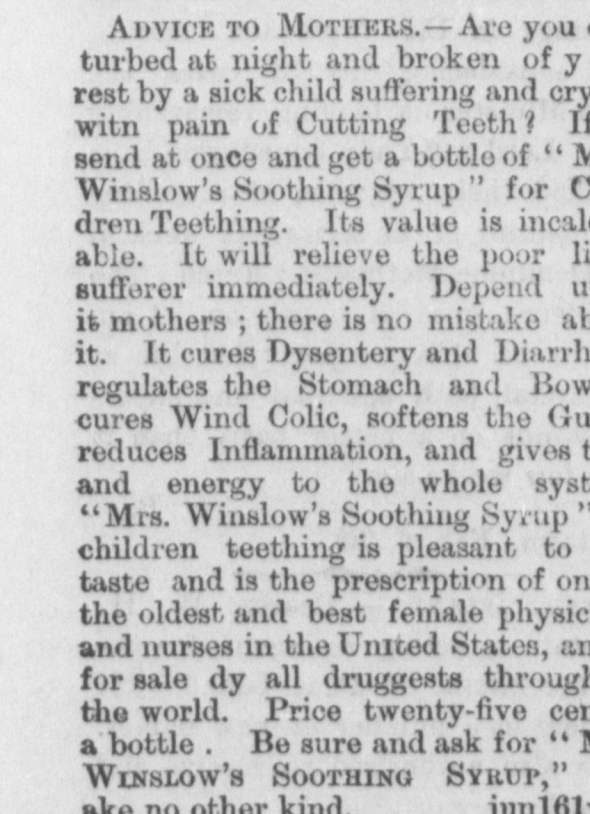 ADVICE TO MOTHERS.—Are you
turbed at night and broken of y
rest by a sick child suffering and cry
witn pain of Cutting Teeth? If
send at once and get a bottle of "M
Winslow's Soothing Syrup" for C
dren Teething. Its value is incal
able. It will relieve the poor li
sufferer immediately. Depend u
it mothers; there is no mistake ab
it. It cures Dysentery and Diarrh
regulates the Stomach and Bow
cures Wind Colic, softens the Gu
reduces Inflammation, and gives t
and energy to the whole syst
"Mrs. Winslow's Soothing Syrup"
children teething is pleasant to
taste and is the prescription of on
the oldest and best female physic
and nurses in the United States, an
for sale dy all druggests through
the world. Price twenty-five cen
a bottle. Be sure and ask for "M
WINSLOW'S SOOTHING SYRUP,"
ake no other kind. jun161y